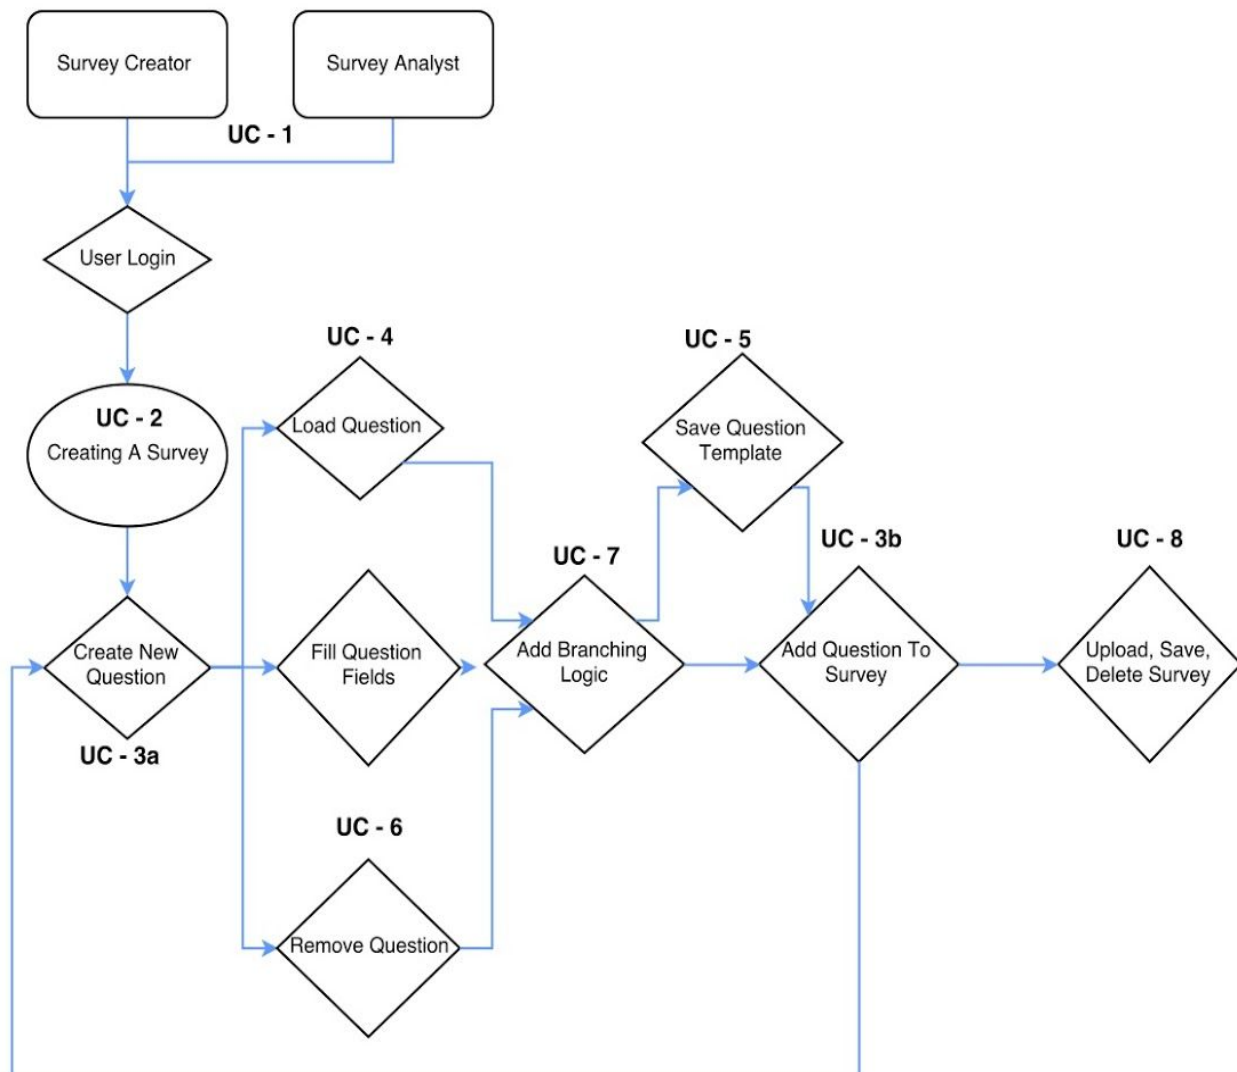 Survey Creator
Survey Analyst
UC - 1
User Login
UC - 4
UC - 5
UC - 2
Creating A Survey
Load Question
Save Question
Template
UC - 7
UC - 3b
UC - 8
Create New
Question
UC - 3a
Fill Question
Fields
Add Branching
Logic
Add Question To
Survey
Upload, Save,
Delete Survey
UC - 6
Remove Question